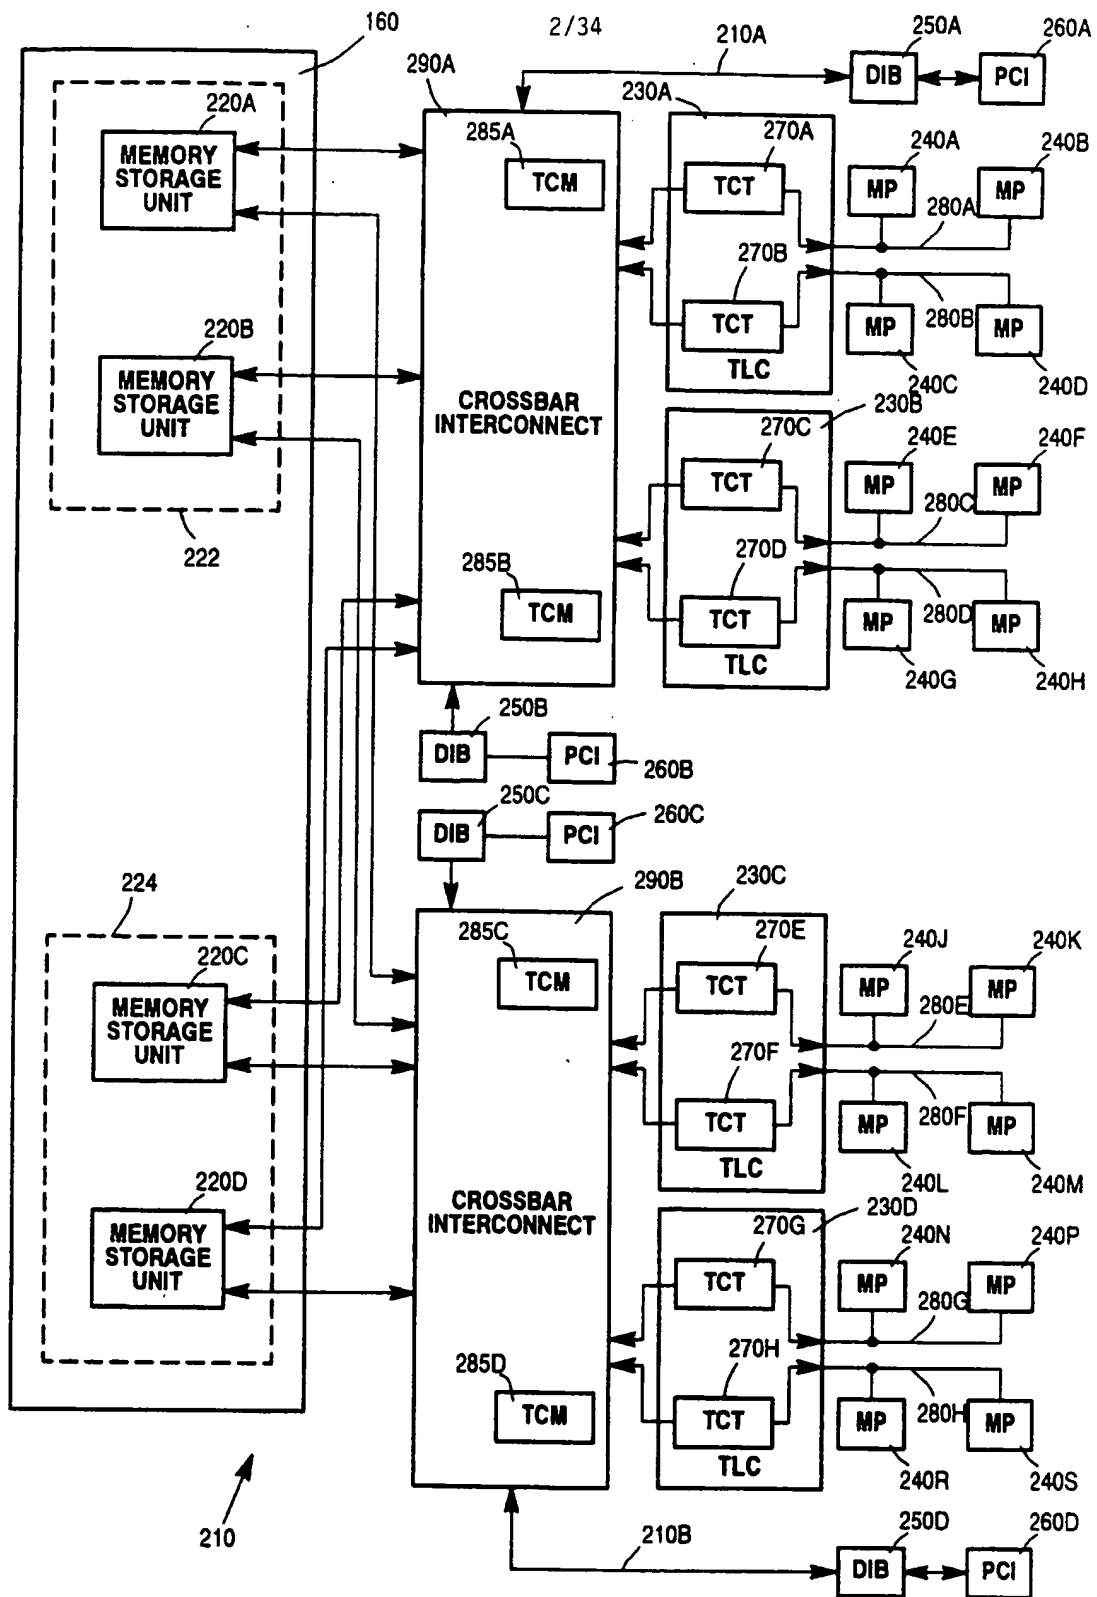 2/34
160
290A
210A
250A
260A
DIB
PCI
230A
220A
MEMORY
STORAGE
UNIT
285A
TCM
270A
TCT
240A
MP
240B
MP
280A
270B
TCT
TLC
280B
MP
240C
MP
240D
220B
MEMORY
STORAGE
UNIT
222
CROSSBAR
INTERCONNECT
230B
270C
TCT
240E
MP
240F
MP
280C
285B
TCM
270D
TCT
TLC
280D
MP
240G
MP
240H
250B
DIB
PCI
260B
250C
DIB
PCI
260C
290B
224
220C
MEMORY
STORAGE
UNIT
285C
TCM
230C
270E
TCT
240J
MP
240K
MP
280E
270F
TCT
TLC
280F
MP
240L
MP
240M
220D
MEMORY
STORAGE
UNIT
CROSSBAR
INTERCONNECT
230D
270G
TCT
240N
MP
240P
MP
280G
285D
TCM
270H
TCT
TLC
280H
MP
240R
MP
240S
210
210B
250D
DIB
260D
PCI